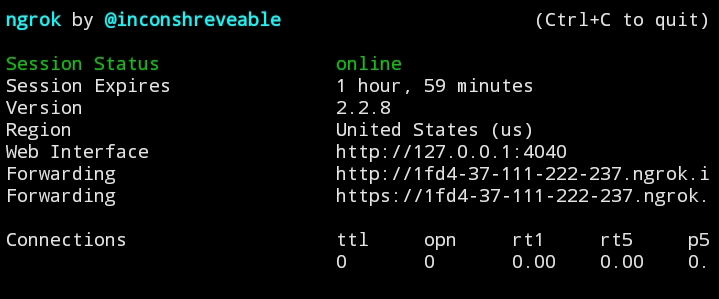 ngrok by @inconshreveable (Ctrl+C to quit)
Session Status online
Session Expires 1 hour, 59 minutes
Version 2.2.8
Region United States (us)
Web Interface http://127.0.0.1:4040
Forwarding http://1fd4-37-111-222-237.ngrok.i
Forwarding https://1fd4-37-111-222-237.ngrok.
Connections ttl opn rt1 rt5 p5
0 0 0.00 0.00 0.